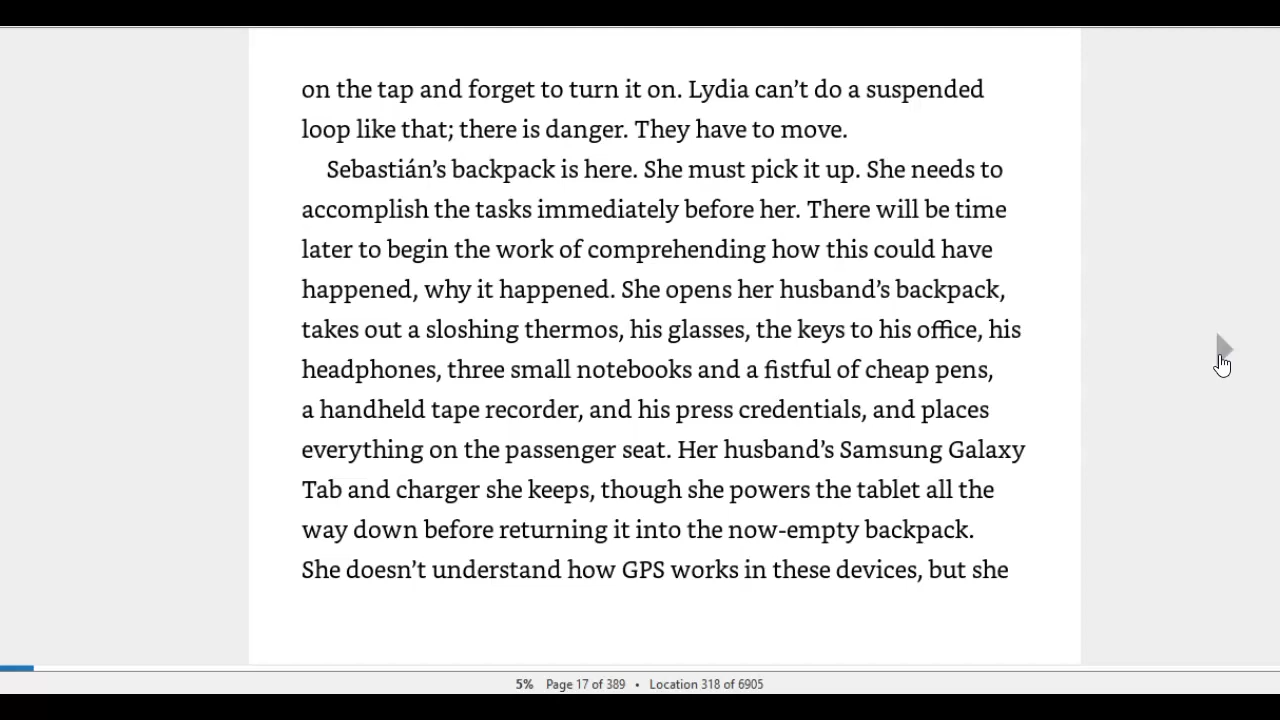 on the tap and forget to turn it on. Lydia can’t do a suspended
loop like that; there is danger. They have to move.
Sebastián’s backpack is here. She must pick it up. She needs to
accomplish the tasks immediately before her. There will be time
later to begin the work of comprehending how this could have
happened, why it happened. She opens her husband’s backpack,
takes out a sloshing thermos, his glasses, the keys to his office, his
headphones, three small notebooks and a fistful of cheap pens,
a handheld tape recorder, and his press credentials, and places
everything on the passenger seat. Her husband’s Samsung Galaxy
Tab and charger she keeps, though she powers the tablet all the
way down before returning it into the now-empty backpack.
She doesn’t understand how GPS works in these devices, but she
5% Page 17 of 389 • Location 318 of 6905